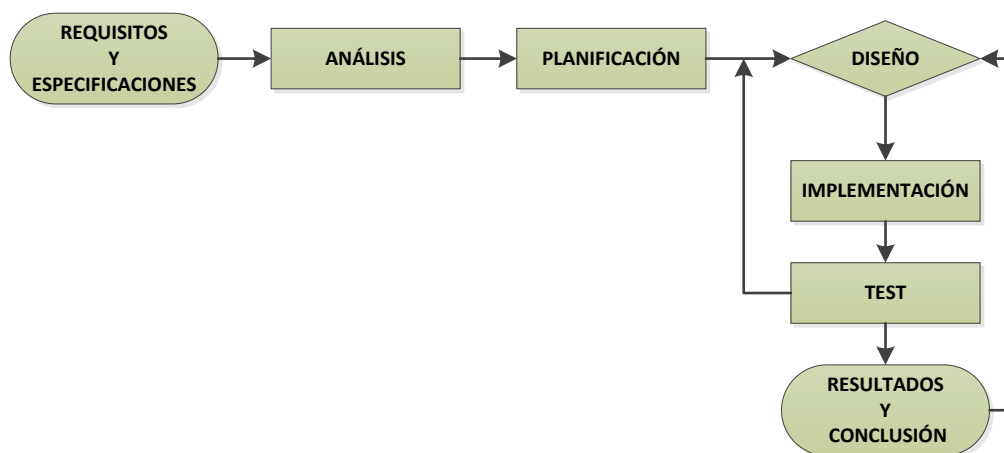 REQUISITOS
Y
ESPECIFICACIONES
ANÁLISIS
PLANIFICACIÓN
DISEÑO
IMPLEMENTACIÓN
TEST
RESULTADOS
Y
CONCLUSIÓN